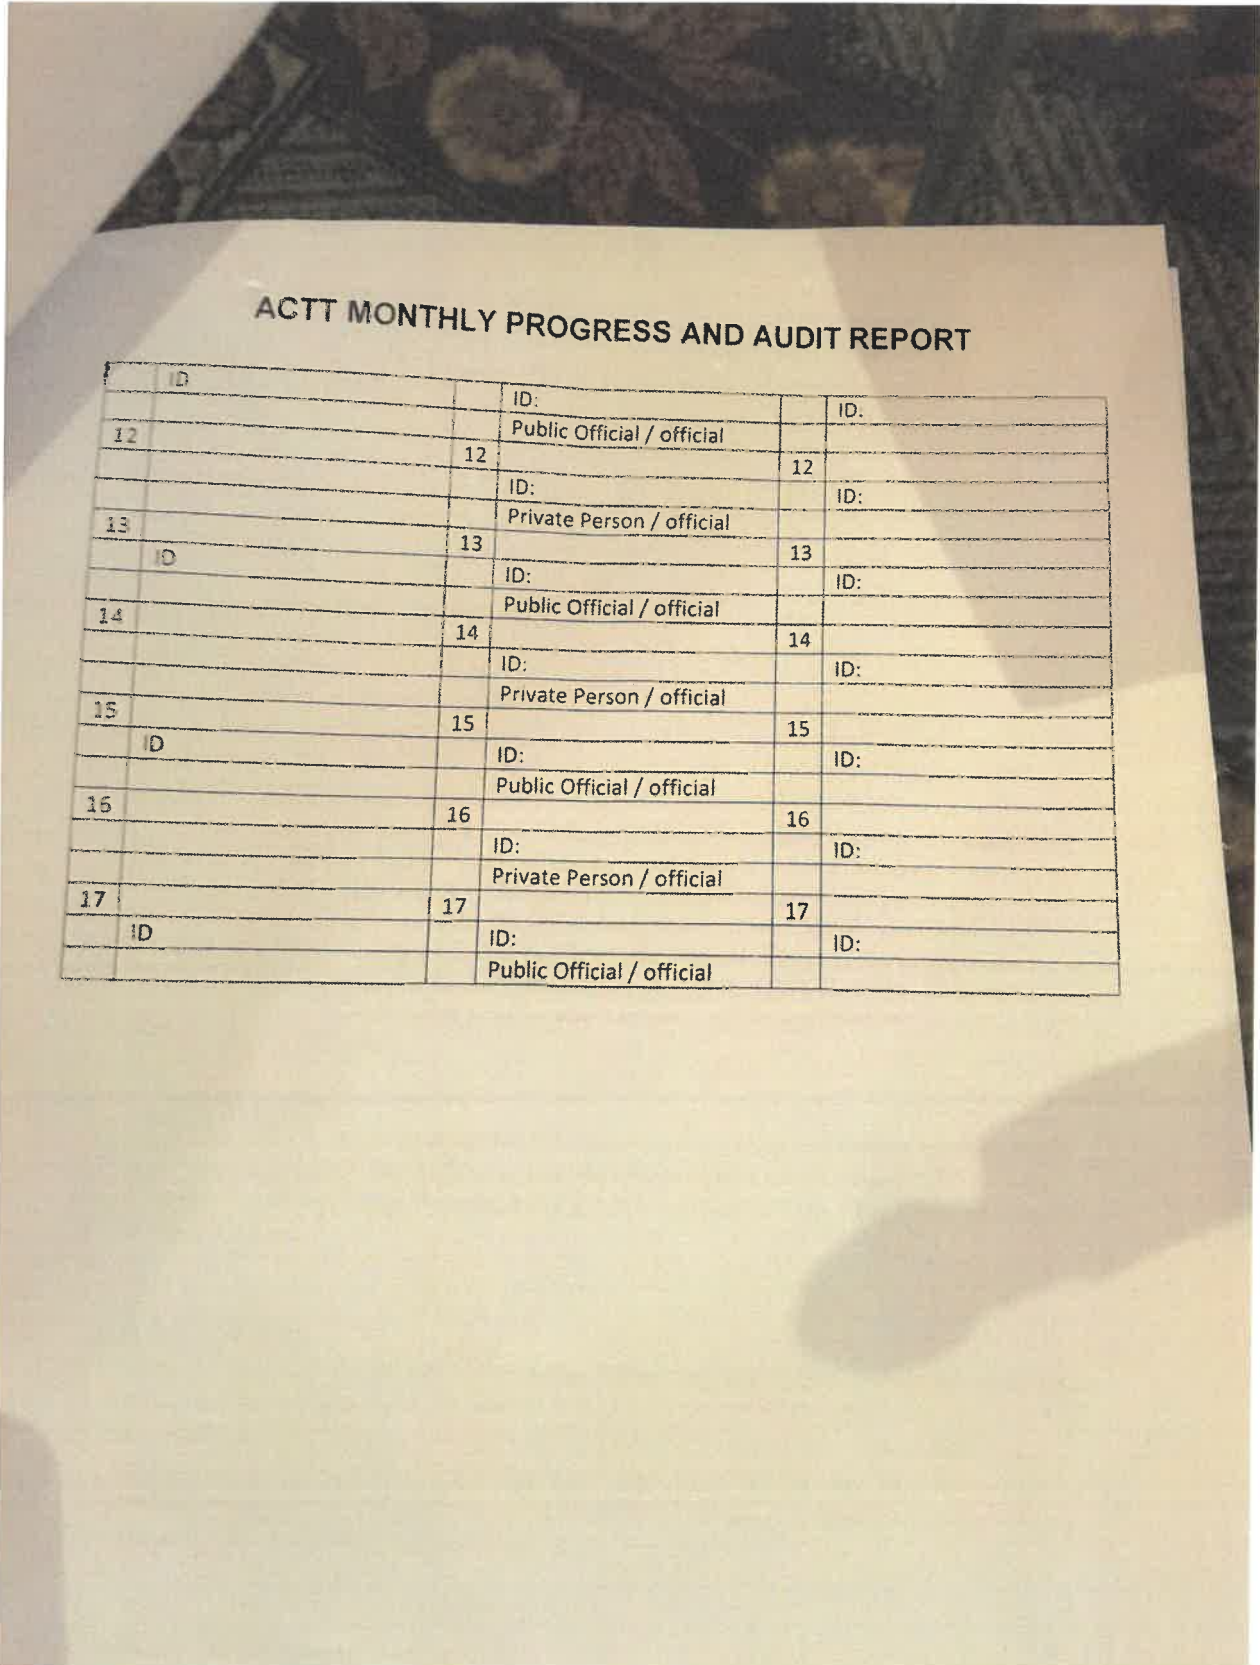 ACTT MONTHLY PROGRESS AND AUDIT REPORT
ID ID: ID:
Public Official / official
12 12 12
ID: ID:
Private Person / official
13 13 13
ID ID: ID:
Public Official / official
14 14 14
ID: ID:
Private Person / official
15 15 15
ID ID: ID:
Public Official / official
16 16 16
ID: ID:
Private Person / official
17 17 17
ID ID: ID:
Public Official / official